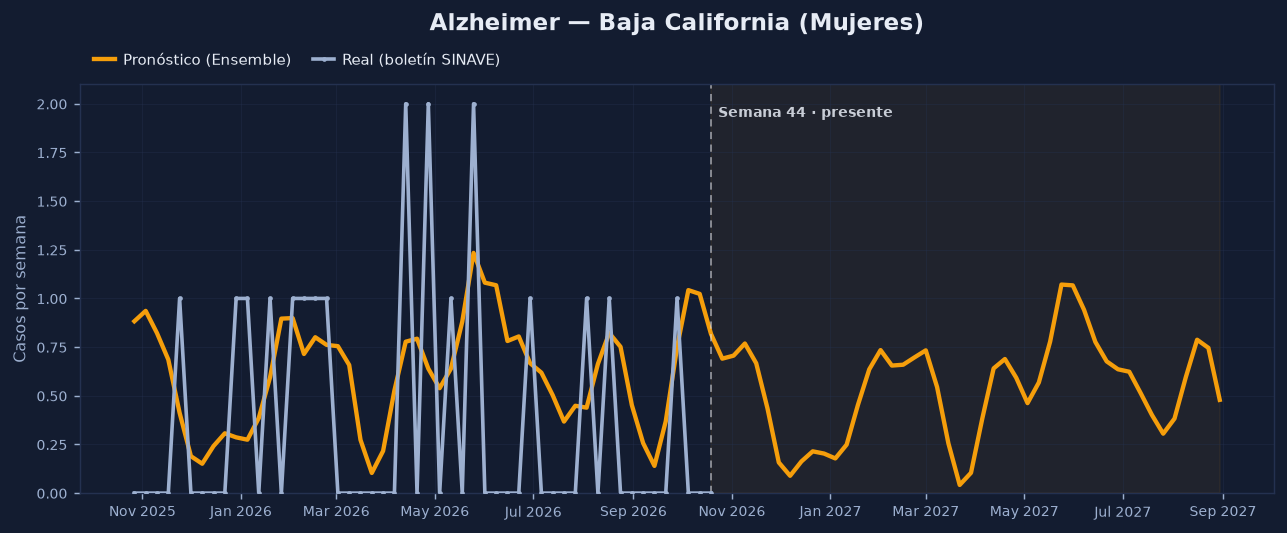 Alzheimer — Baja California (Mujeres)
Pronóstico (Ensemble)
Real (boletín SINAVE)
Semana 44 · presente
Casos por semana
2.00
1.75
1.50
1.25
1.00
0.75
0.50
0.25
0.00
Nov 2025
Jan 2026
Mar 2026
May 2026
Jul 2026
Sep 2026
Nov 2026
Jan 2027
Mar 2027
May 2027
Jul 2027
Sep 2027